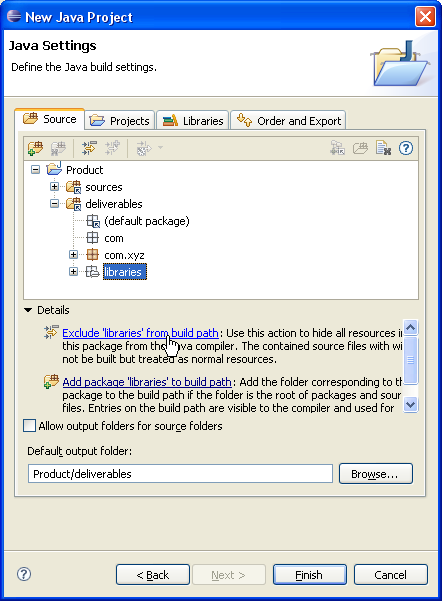 New Java Project
Java Settings
Define the Java build settings.
Source Projects Libraries Order and Export
Product
sources
deliverables
(default package)
com
com.xyz
libraries
Details
Exclude 'libraries' from build path: Use this action to hide all resources in
this package from the Java compiler. The contained source files with wi
not be built but treated as normal resources.
Add package 'libraries' to build path: Add the folder corresponding to th
package to the build path if the folder is the root of packages and sour
files. Entries on the build path are visible to the compiler and used for
Allow output folders for source folders
Default output folder:
Product/deliverables
Browse...
< Back Next > Finish Cancel